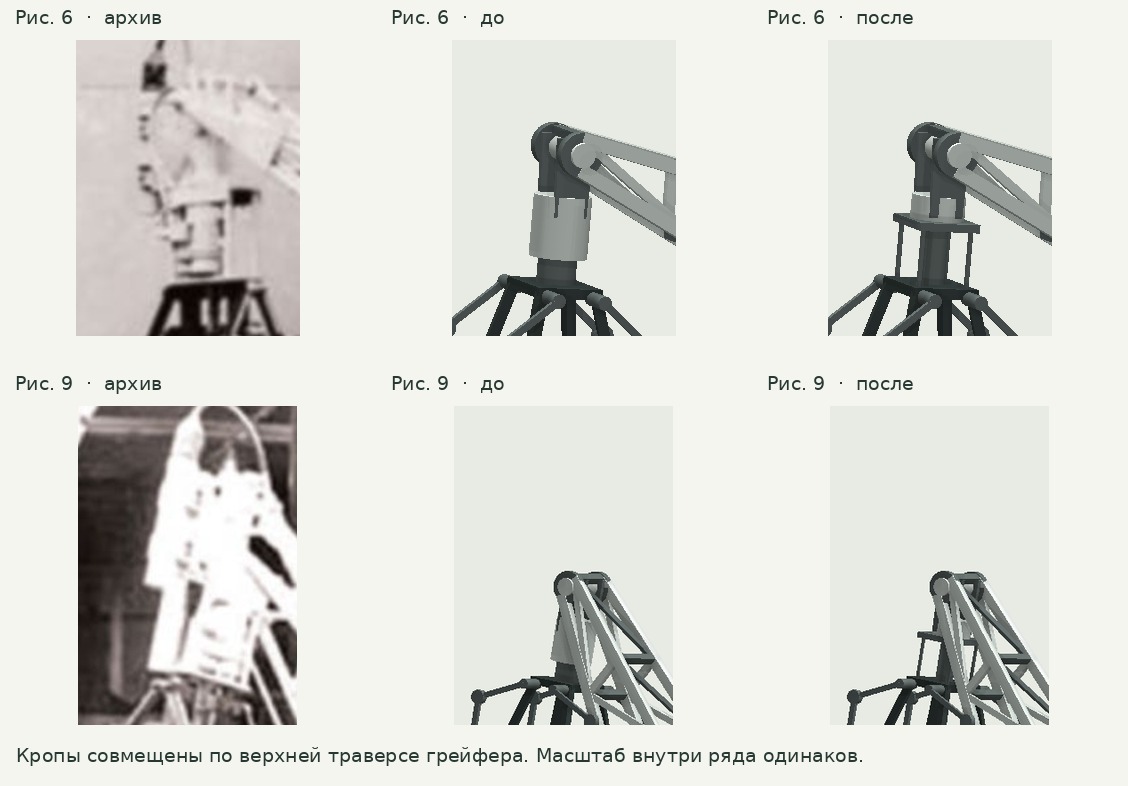 Рис. 6 · архив
Рис. 6 · до
Рис. 6 · после
Рис. 9 · архив
Рис. 9 · до
Рис. 9 · после
Кропы совмещены по верхней траверсе грейфера. Масштаб внутри ряда одинаков.